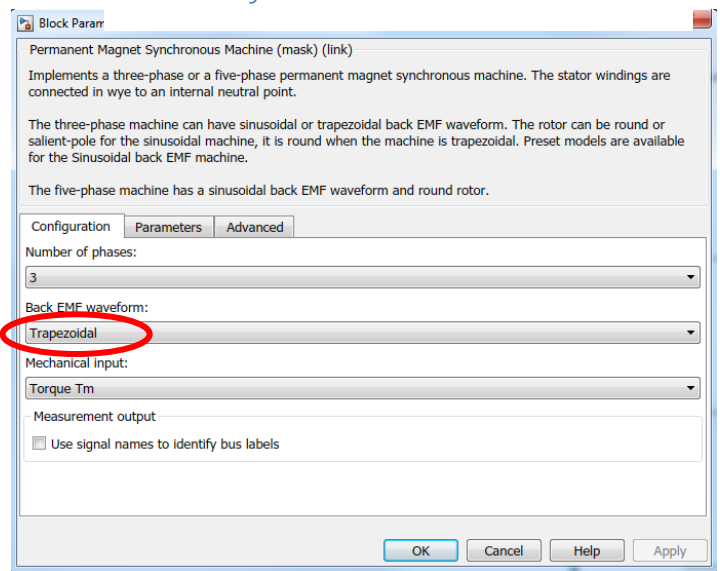 Block Param
Permanent Magnet Synchronous Machine (mask) (link)
Implements a three-phase or a five-phase permanent magnet synchronous machine. The stator windings are
connected in wye to an internal neutral point.
The three-phase machine can have sinusoidal or trapezoidal back EMF waveform. The rotor can be round or
salient-pole for the sinusoidal machine, it is round when the machine is trapezoidal. Preset models are available
for the Sinusoidal back EMF machine.
The five-phase machine has a sinusoidal back EMF waveform and round rotor.
Configuration Parameters Advanced
Number of phases:
3
Back EMF waveform:
Trapezoidal
Mechanical input:
Torque Tm
Measurement output
Use signal names to identify bus labels
OK Cancel Help Apply